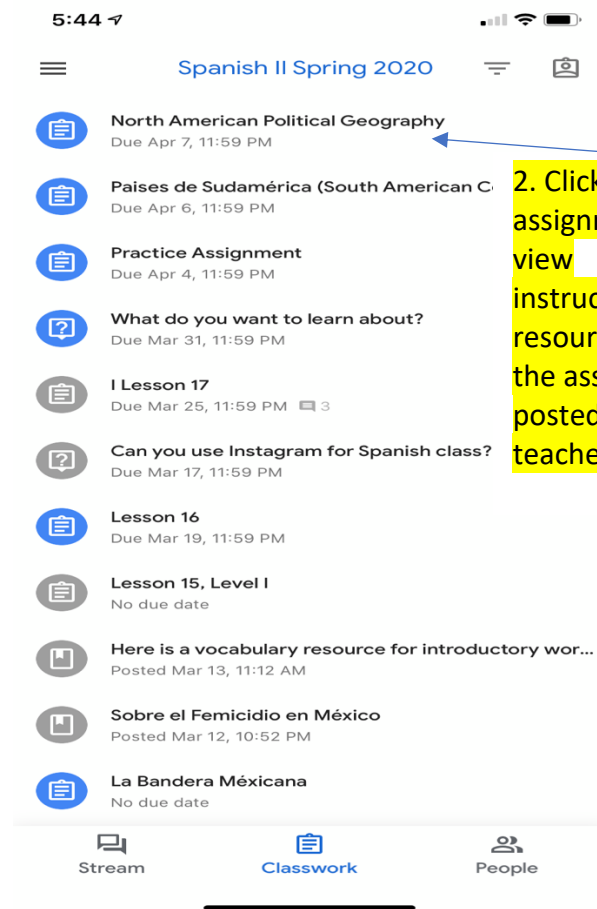 5:44
Spanish II Spring 2020
North American Political Geography
Due Apr 7, 11:59 PM
Paises de Sudamérica (South American
Due Apr 6, 11:59 PM
Practice Assignment
Due Apr 4, 11:59 PM
What do you want to learn about?
Due Mar 31, 11:59 PM
I Lesson 17
Due Mar 25, 11:59 PM 3
Can you use Instagram for Spanish class?
Due Mar 17, 11:59 PM
Lesson 16
Due Mar 19, 11:59 PM
Lesson 15, Level I
No due date
Here is a vocabulary resource for introductory wor...
Posted Mar 13, 11:12 AM
Sobre el Femicidio en México
Posted Mar 12, 10:52 PM
La Bandera Méxicana
No due date
Stream Classwork People
2. Click
view
the
posted